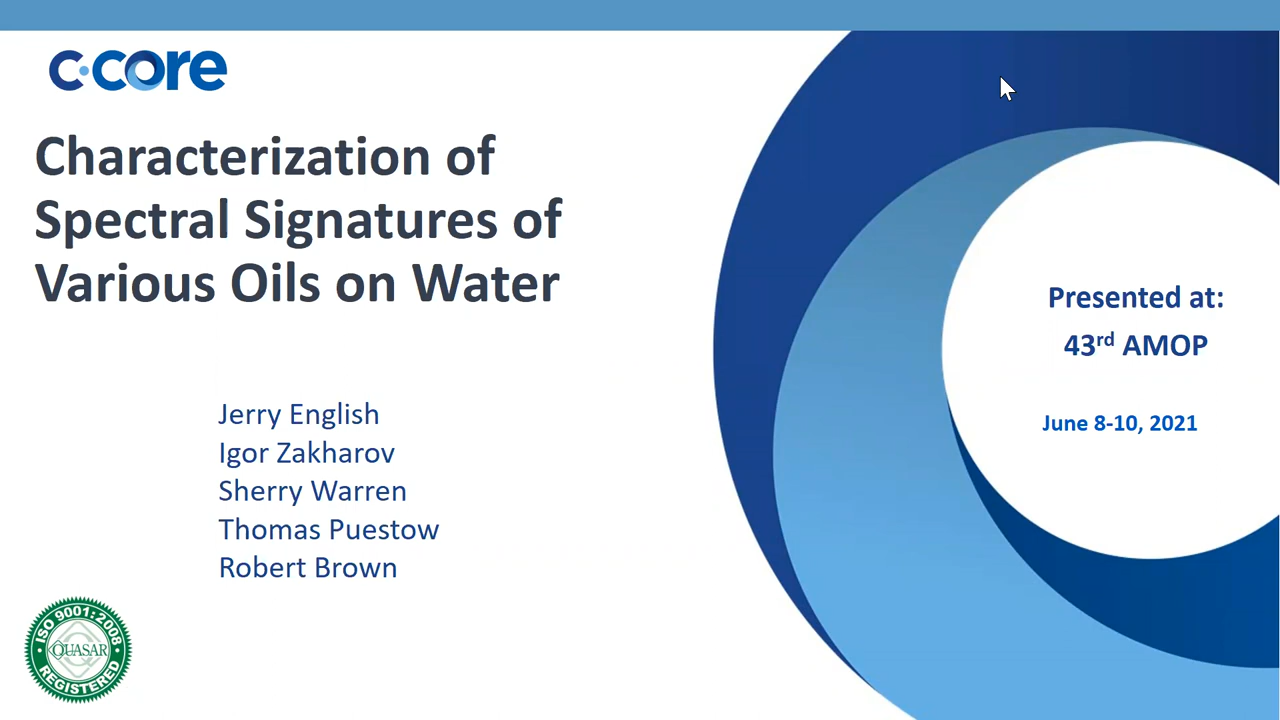 c·core
Characterization of
Spectral Signatures of
Various Oils on Water
Presented at:
43rd AMOP
June 8-10, 2021
Jerry English
Igor Zakharov
Sherry Warren
Thomas Puestow
Robert Brown
ISO 9001:2008
QUASAR
REGISTERED